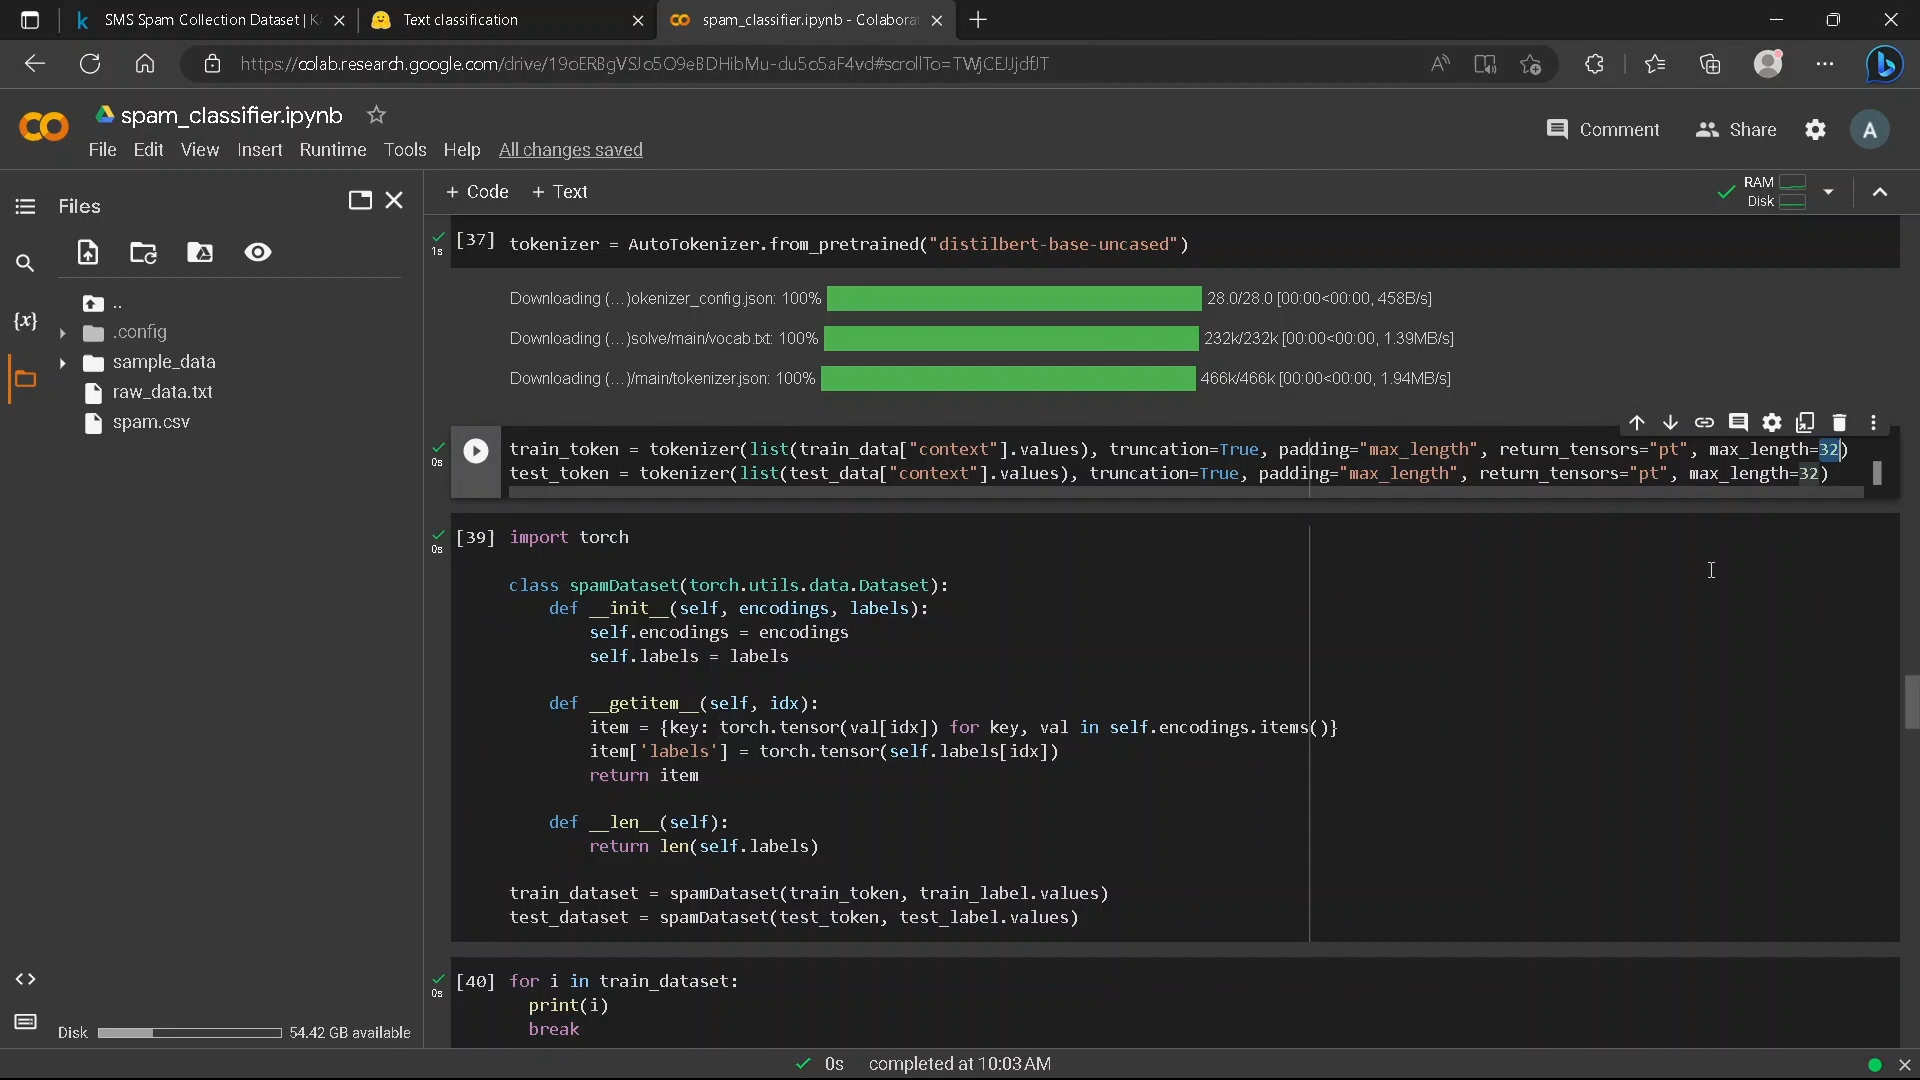 SMS Spam Collection Dataset | K
Text classification
spam_classifier.ipynb - Colabora
https://colab.research.google.com/drive/19oERBgVSJo5O9eBDHibMu-du5o5aF4vd#scrollTo=TWjCEJJjdfJT
spam_classifier.ipynb
File Edit View Insert Runtime Tools Help All changes saved
Comment Share A
Files
+ Code + Text
RAM
Disk
..
.config
sample_data
raw_data.txt
spam.csv
1s [37] tokenizer = AutoTokenizer.from_pretrained("distilbert-base-uncased")
Downloading (…)okenizer_config.json: 100% 28.0/28.0 [00:00<00:00, 458B/s]
Downloading (…)solve/main/vocab.txt: 100% 232k/232k [00:00<00:00, 1.39MB/s]
Downloading (…)/main/tokenizer.json: 100% 466k/466k [00:00<00:00, 1.94MB/s]
train_token = tokenizer(list(train_data["context"].values), truncation=True, padding="max_length", return_tensors="pt", max_length=32)
0s test_token = tokenizer(list(test_data["context"].values), truncation=True, padding="max_length", return_tensors="pt", max_length=32)
0s [39] import torch
class spamDataset(torch.utils.data.Dataset):
def __init__(self, encodings, labels):
self.encodings = encodings
self.labels = labels
def __getitem__(self, idx):
item = {key: torch.tensor(val[idx]) for key, val in self.encodings.items()}
item['labels'] = torch.tensor(self.labels[idx])
return item
def __len__(self):
return len(self.labels)
train_dataset = spamDataset(train_token, train_label.values)
test_dataset = spamDataset(test_token, test_label.values)
0s [40] for i in train_dataset:
print(i)
break
Disk 54.42 GB available
0s completed at 10:03 AM